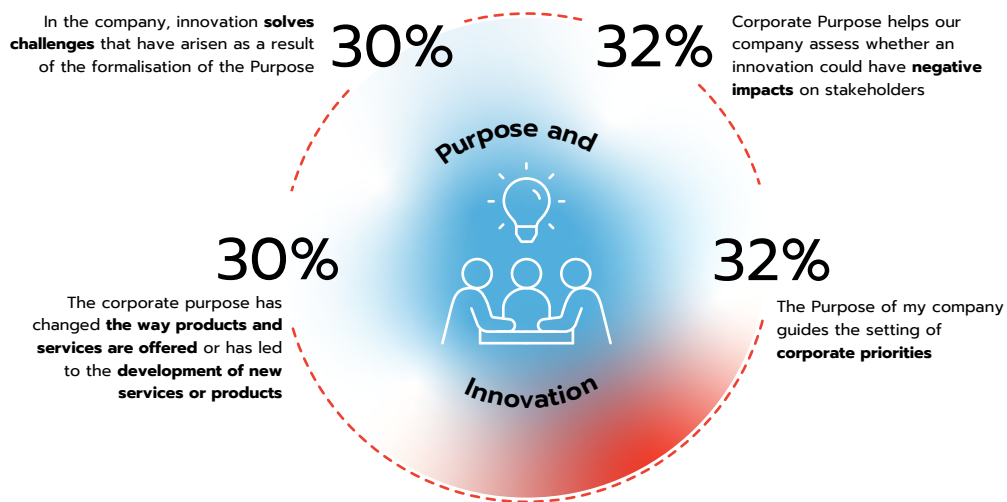 In the company, innovation solves
challenges that have arisen as a result
of the formalisation of the Purpose
30%
32%
Corporate Purpose helps our
company assess whether an
innovation could have negative
impacts on stakeholders
Purpose and
30%
The corporate purpose has
changed the way products and
services are offered or has led
to the development of new
services or products
32%
The Purpose of my company
guides the setting of
corporate priorities
Innovation